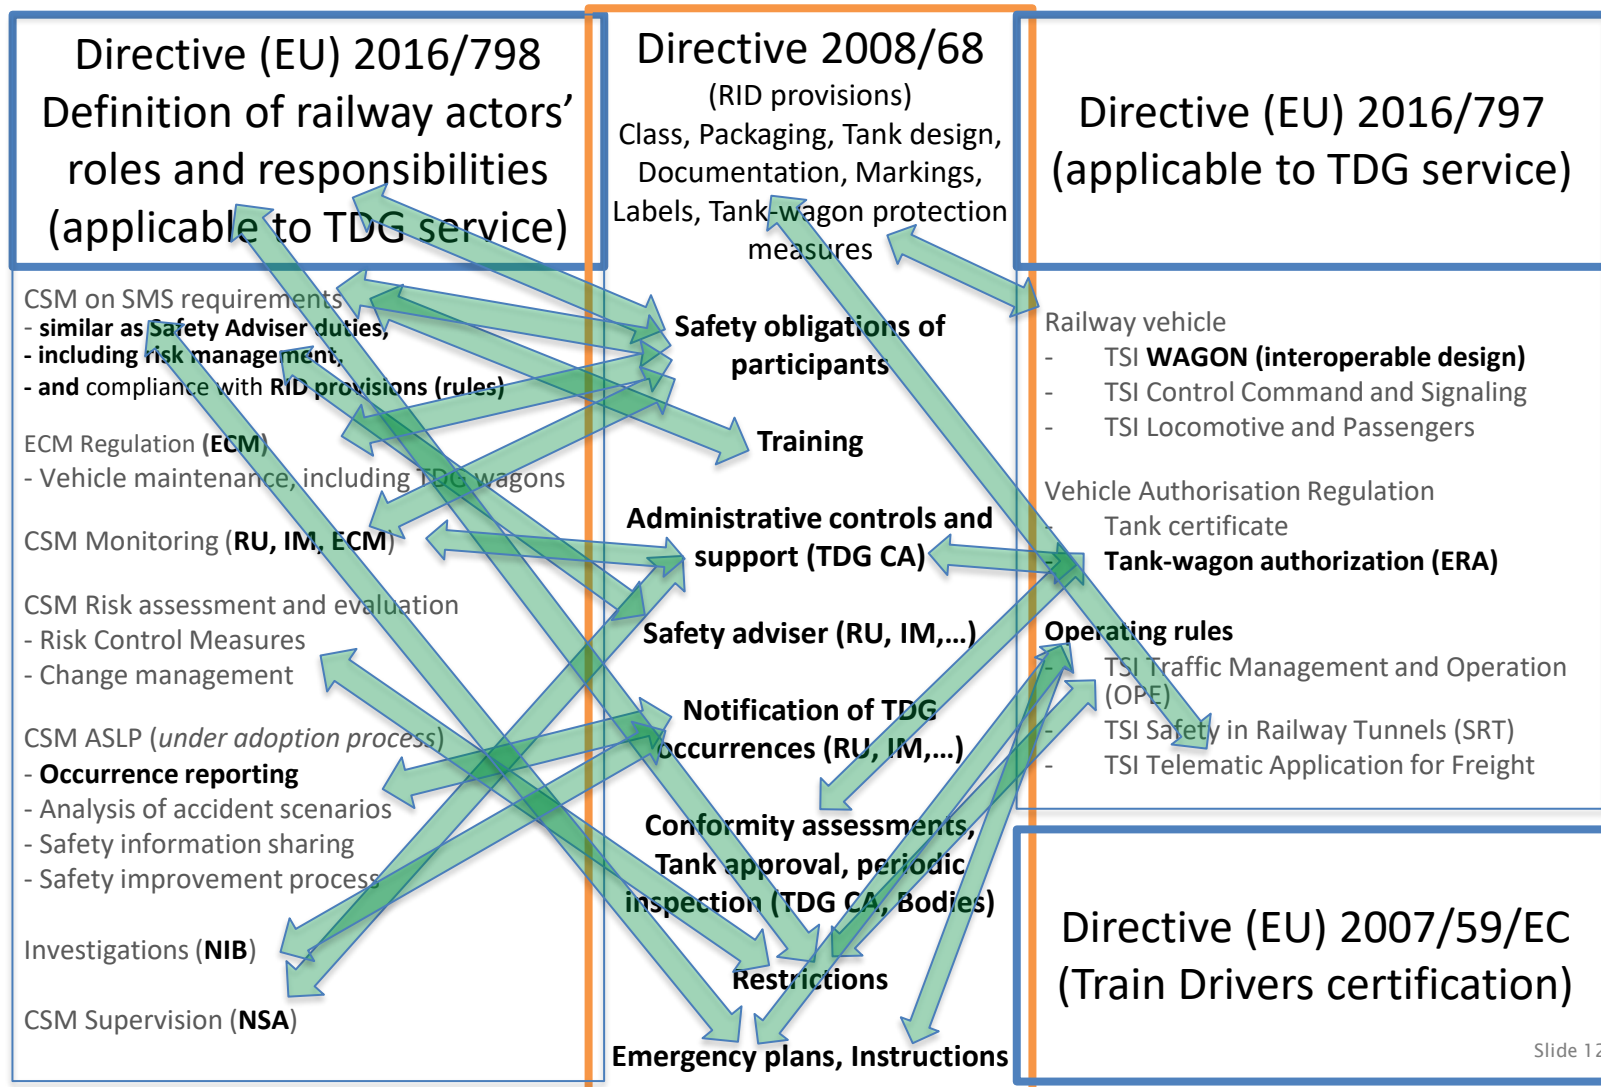 Directive (EU) 2016/798
Definition of railway actors’
roles and responsibilities
(applicable to TDG service)
CSM on SMS requirements
- similar as Safety Adviser duties,
- including risk management,
- and compliance with RID provisions (rules)
ECM Regulation (ECM)
- Vehicle maintenance, including TDG wagons
CSM Monitoring (RU, IM, ECM)
CSM Risk assessment and evaluation
- Risk Control Measures
- Change management
CSM ASLP (under adoption process)
- Occurrence reporting
- Analysis of accident scenarios
- Safety information sharing
- Safety improvement process
Investigations (NIB)
CSM Supervision (NSA)
Directive 2008/68
(RID provisions)
Class, Packaging, Tank design,
Documentation, Markings,
Labels, Tank-wagon protection
measures
Safety obligations of
participants
Training
Administrative controls and
support (TDG CA)
Safety adviser (RU, IM,...)
Notification of TDG
occurrences (RU, IM,...)
Conformity assessments,
Tank approval, periodic
inspection (TDG CA, Bodies)
Restrictions
Emergency plans, Instructions
Directive (EU) 2016/797
(applicable to TDG service)
Railway vehicle
- TSI WAGON (interoperable design)
- TSI Control Command and Signaling
- TSI Locomotive and Passengers
Vehicle Authorisation Regulation
- Tank certificate
- Tank-wagon authorization (ERA)
Operating rules
- TSI Traffic Management and Operation
(OPE)
- TSI Safety in Railway Tunnels (SRT)
- TSI Telematic Application for Freight
Directive (EU) 2007/59/EC
(Train Drivers certification)
Slide 12